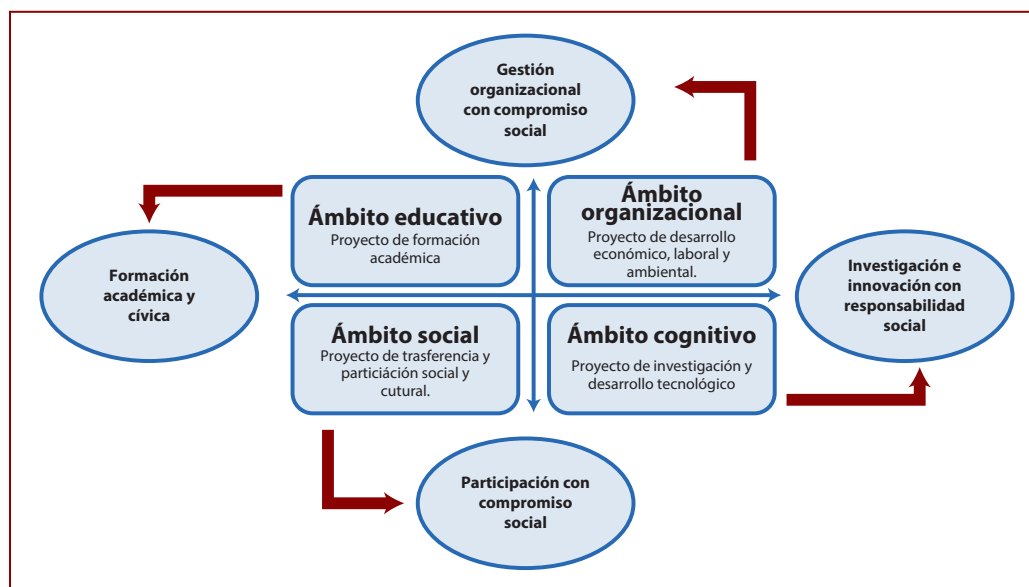 Gestión
organizacional
con compromiso
social
Ámbito educativo
Proyecto de formación
académica
Ámbito
organizacional
Proyecto de desarrollo
económico, laboral y
ambiental.
Formación
académica y
cívica
Investigación e
innovación con
responsabilidad
social
Ámbito social
Proyecto de trasferencia y
particiáción social y
cutural.
Ámbito cognitivo
Proyecto de investigación y
desarrollo tecnológico
Participación con
compromiso
social